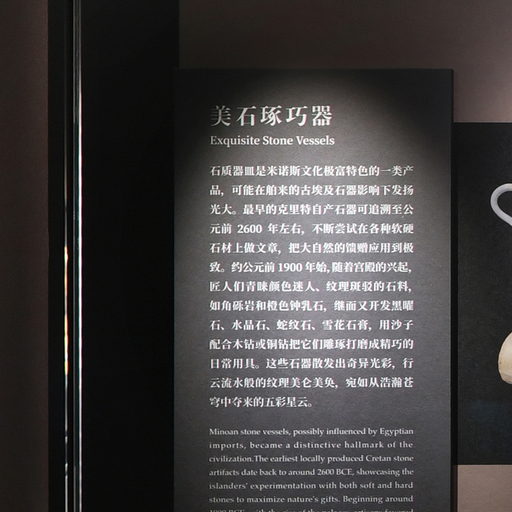 美石琢巧器
Exquisite Stone Vessels
石质器皿是米诺斯文化极富特色的一类产
品，可能在舶来的古埃及石器影响下发扬
光大。最早的克里特自产石器可追溯至公
元前 2600 年左右，不断尝试在各种软硬
石材上做文章，把大自然的馈赠应用到极
致。约公元前 1900 年始，随着宫殿的兴起，
匠人们青睐颜色迷人、纹理斑驳的石料，
如角砾岩和橙色钟乳石，继而又开发黑曜
石、水晶石、蛇纹石、雪花石膏，用沙子
配合木钻或铜钻把它们雕琢打磨成精巧的
日常用具。这些石器散发出奇异光彩，行
云流水般的纹理美仑美奂，宛如从浩瀚苍
穹中夺来的五彩星云。
Minoan stone vessels, possibly influenced by Egyptian
imports, became a distinctive hallmark of the
civilization.The earliest locally produced Cretan stone
artifacts date back to around 2600 BCE, showcasing the
islanders' experimentation with both soft and hard
stones to maximize nature's gifts. Beginning around